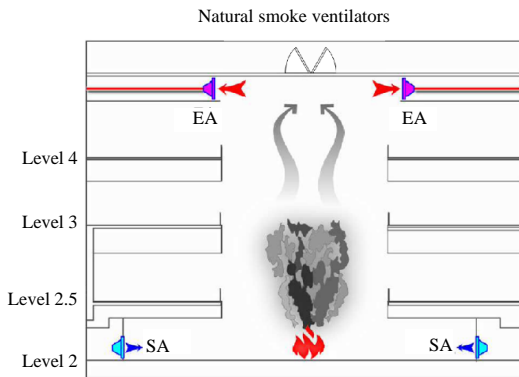 Natural smoke ventilators
EA
EA
Level 4
Level 3
Level 2.5
SA
SA
Level 2